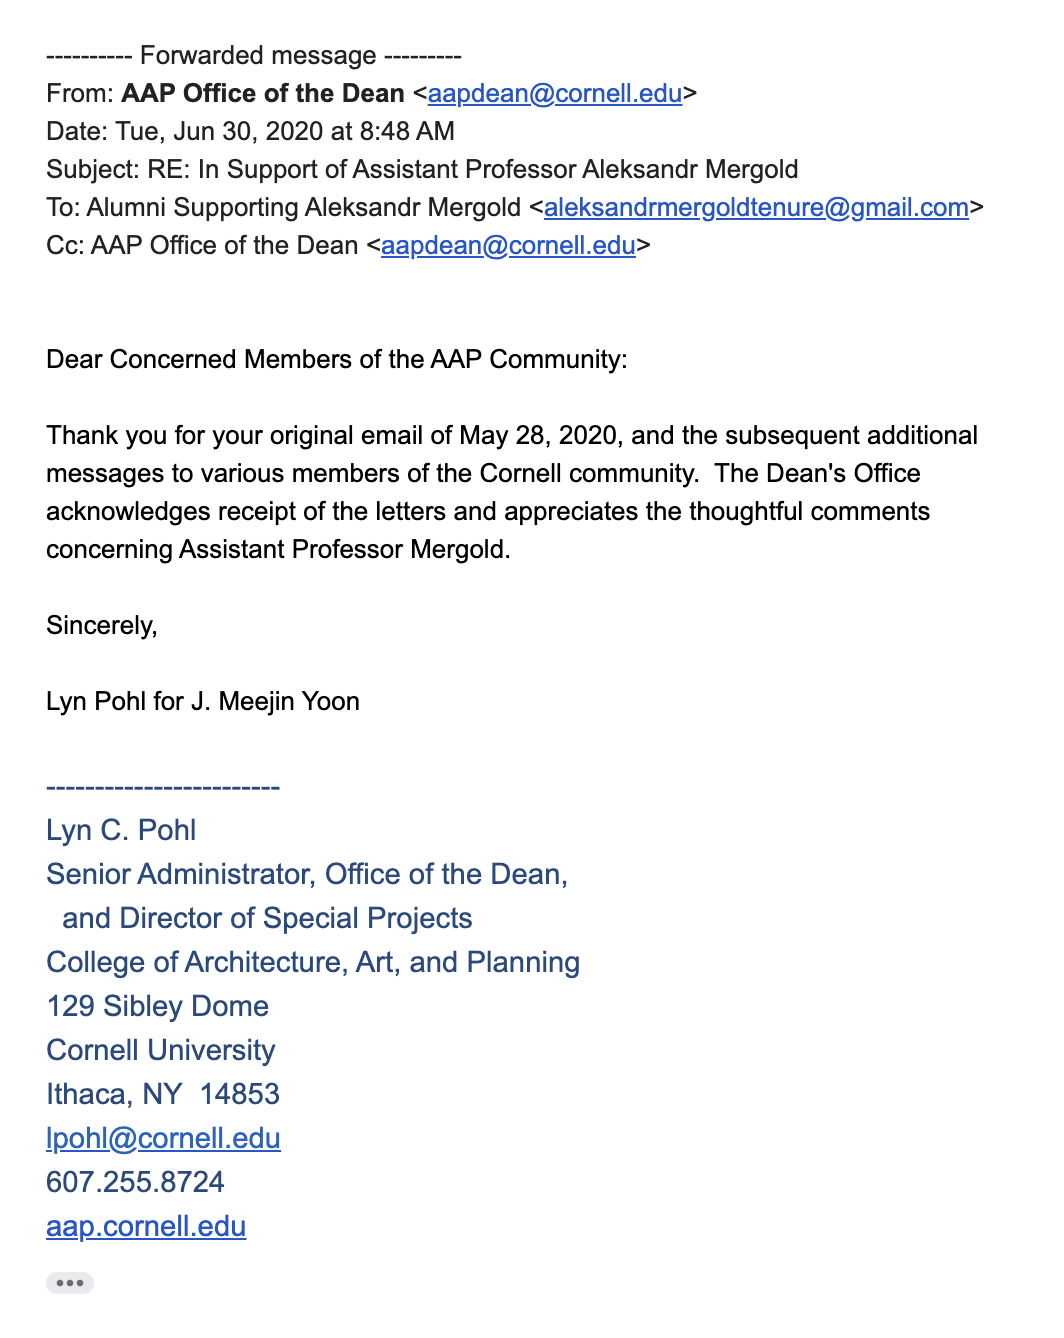 ---------- Forwarded message ---------
From: AAP Office of the Dean <aapdean@cornell.edu>
Date: Tue, Jun 30, 2020 at 8:48 AM
Subject: RE: In Support of Assistant Professor Aleksandr Mergold
To: Alumni Supporting Aleksandr Mergold <aleksandrmergoldtenure@gmail.com>
Cc: AAP Office of the Dean <aapdean@cornell.edu>
Dear Concerned Members of the AAP Community:
Thank you for your original email of May 28, 2020, and the subsequent additional
messages to various members of the Cornell community.  The Dean's Office
acknowledges receipt of the letters and appreciates the thoughtful comments
concerning Assistant Professor Mergold.
Sincerely,
Lyn Pohl for J. Meejin Yoon
------------------------
Lyn C. Pohl
Senior Administrator, Office of the Dean,
  and Director of Special Projects
College of Architecture, Art, and Planning
129 Sibley Dome
Cornell University
Ithaca, NY  14853
lpohl@cornell.edu
607.255.8724
aap.cornell.edu